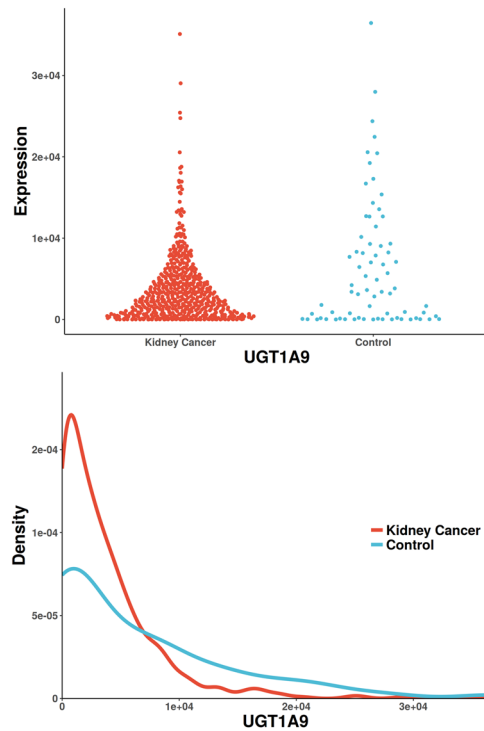 Expression
3e+04
2e+04
1e+04
0
Kidney Cancer
Control
UGT1A9
Density
2e-04
1e-04
5e-05
0
Kidney Cancer
Control
0
1e+04
2e+04
3e+04
UGT1A9